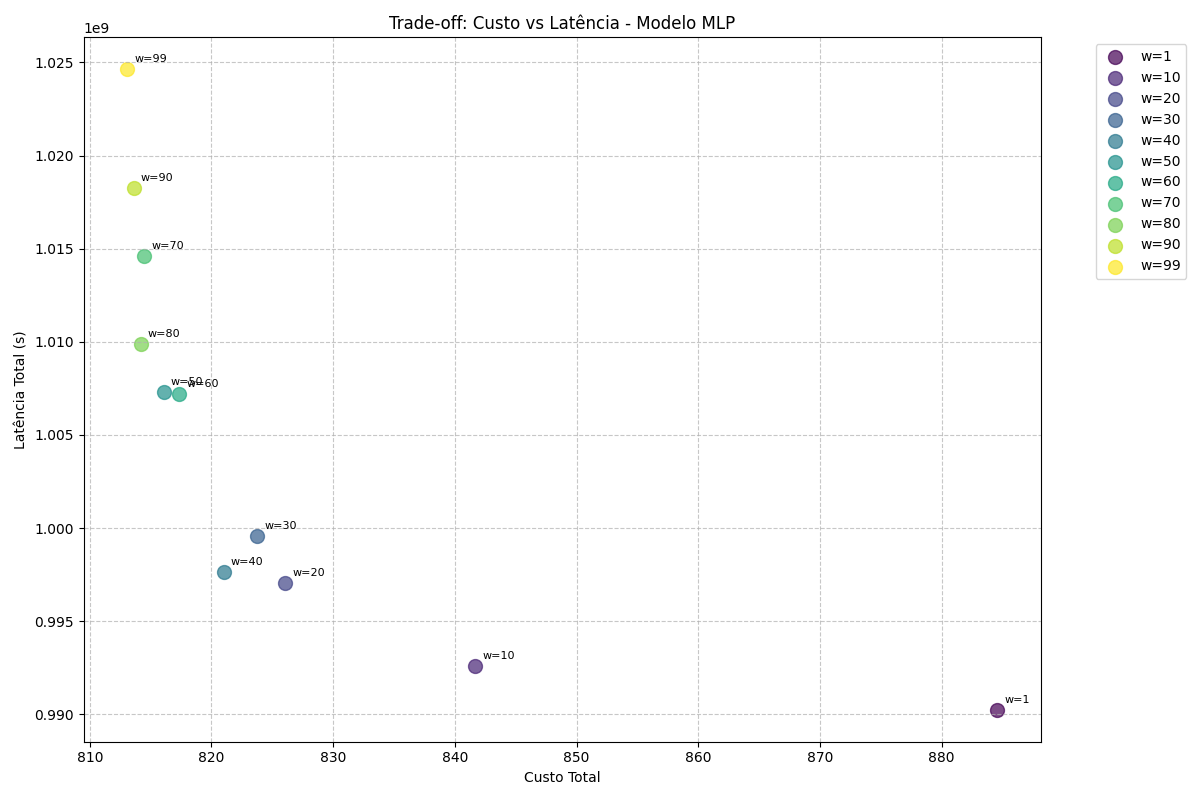 Trade-off: Custo vs Latência - Modelo MLP
1e9
1.025
1.020
1.015
1.010
1.005
1.000
0.995
0.990
Latência Total (s)
w=99
w=90
w=70
w=80
w=50
w=60
w=30
w=40
w=20
w=10
w=1
810
820
830
840
850
860
870
880
Custo Total
w=1
w=10
w=20
w=30
w=40
w=50
w=60
w=70
w=80
w=90
w=99